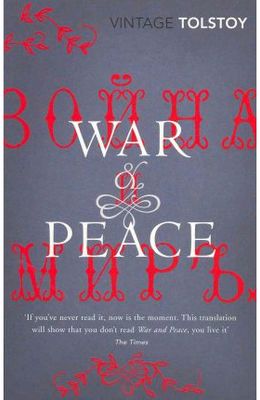 VINTAGE TOLSTOY
ВОЙНА
WAR
И
&
PEACE
МИРЪ.
'If you've never read it, now is the moment. This translation
will show that you don't read War and Peace, you live it'
The Times